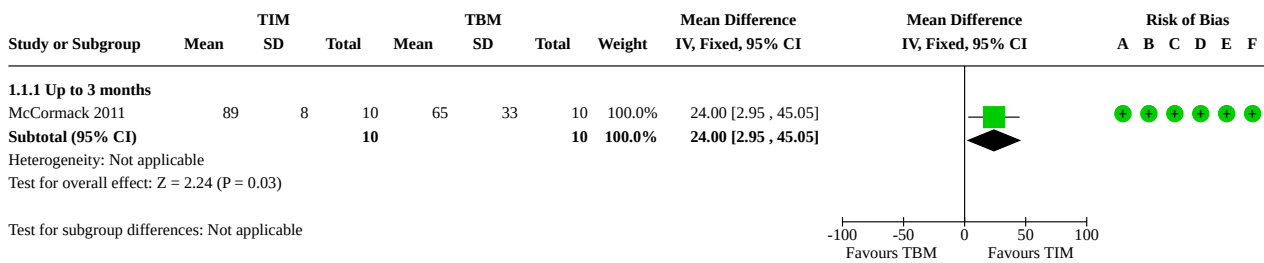 TIM TBM Mean Difference Mean Difference Risk of Bias
Study or Subgroup Mean SD Total Mean SD Total Weight IV, Fixed, 95% CI IV, Fixed, 95% CI A B C D E F
1.1.1 Up to 3 months
McCormack 2011 89 8 10 65 33 10 100.0% 24.00 [2.95 , 45.05] + + + + + +
Subtotal (95% CI) 10 10 100.0% 24.00 [2.95 , 45.05]
Heterogeneity: Not applicable
Test for overall effect: Z = 2.24 (P = 0.03)
Test for subgroup differences: Not applicable
-100 -50 0 50 100
Favours TBM Favours TIM